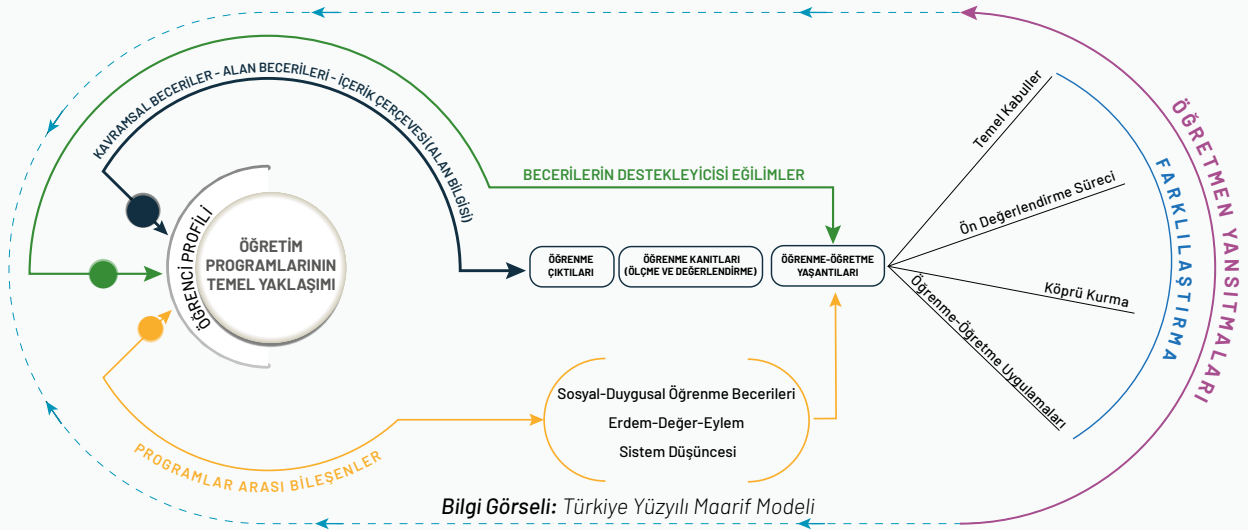 KAVRAMSAL BECERİLER - ALAN BECERİLERİ - İÇERİK ÇERÇEVESİ(ALAN BİLGİSİ)
ÖĞRENCİ PROFİLİ
ÖĞRETİM
PROGRAMLARININ
TEMEL YAKLAŞIMI
PROGRAMLAR ARASI BİLEŞENLER
BECERİLERİN DESTEKLEYİCİSİ EĞİLİMLER
ÖĞRENME
ÇIKTILARI
ÖĞRENME KANITLARI
(ÖLÇME VE DEĞERLENDİRME)
ÖĞRENME-ÖĞRETME
YAŞANTILARI
Sosyal-Duygusal Öğrenme Becerileri
Erdem-Değer-Eylem
Sistem Düşüncesi
Temel Kabuller
Ön Değerlendirme Süreci
Köprü Kurma
Öğrenme-Öğretme Uygulamaları
FARKLILAŞTIRMA
ÖĞRETMEN YANSITMALARI
Bilgi Görseli: Türkiye Yüzyılı Maarif Modeli